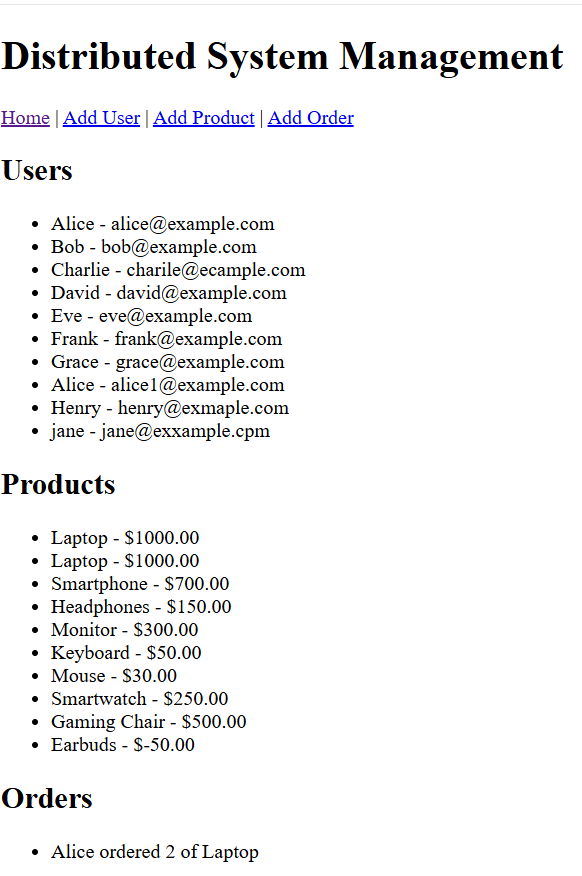 Distributed System Management
Home | Add User | Add Product | Add Order
Users
• Alice - alice@example.com
• Bob - bob@example.com
• Charlie - charile@ecample.com
• David - david@example.com
• Eve - eve@example.com
• Frank - frank@example.com
• Grace - grace@example.com
• Alice - alice1@example.com
• Henry - henry@exmaple.com
• jane - jane@exxample.cpm
Products
• Laptop - $1000.00
• Laptop - $1000.00
• Smartphone - $700.00
• Headphones - $150.00
• Monitor - $300.00
• Keyboard - $50.00
• Mouse - $30.00
• Smartwatch - $250.00
• Gaming Chair - $500.00
• Earbuds - $-50.00
Orders
• Alice ordered 2 of Laptop